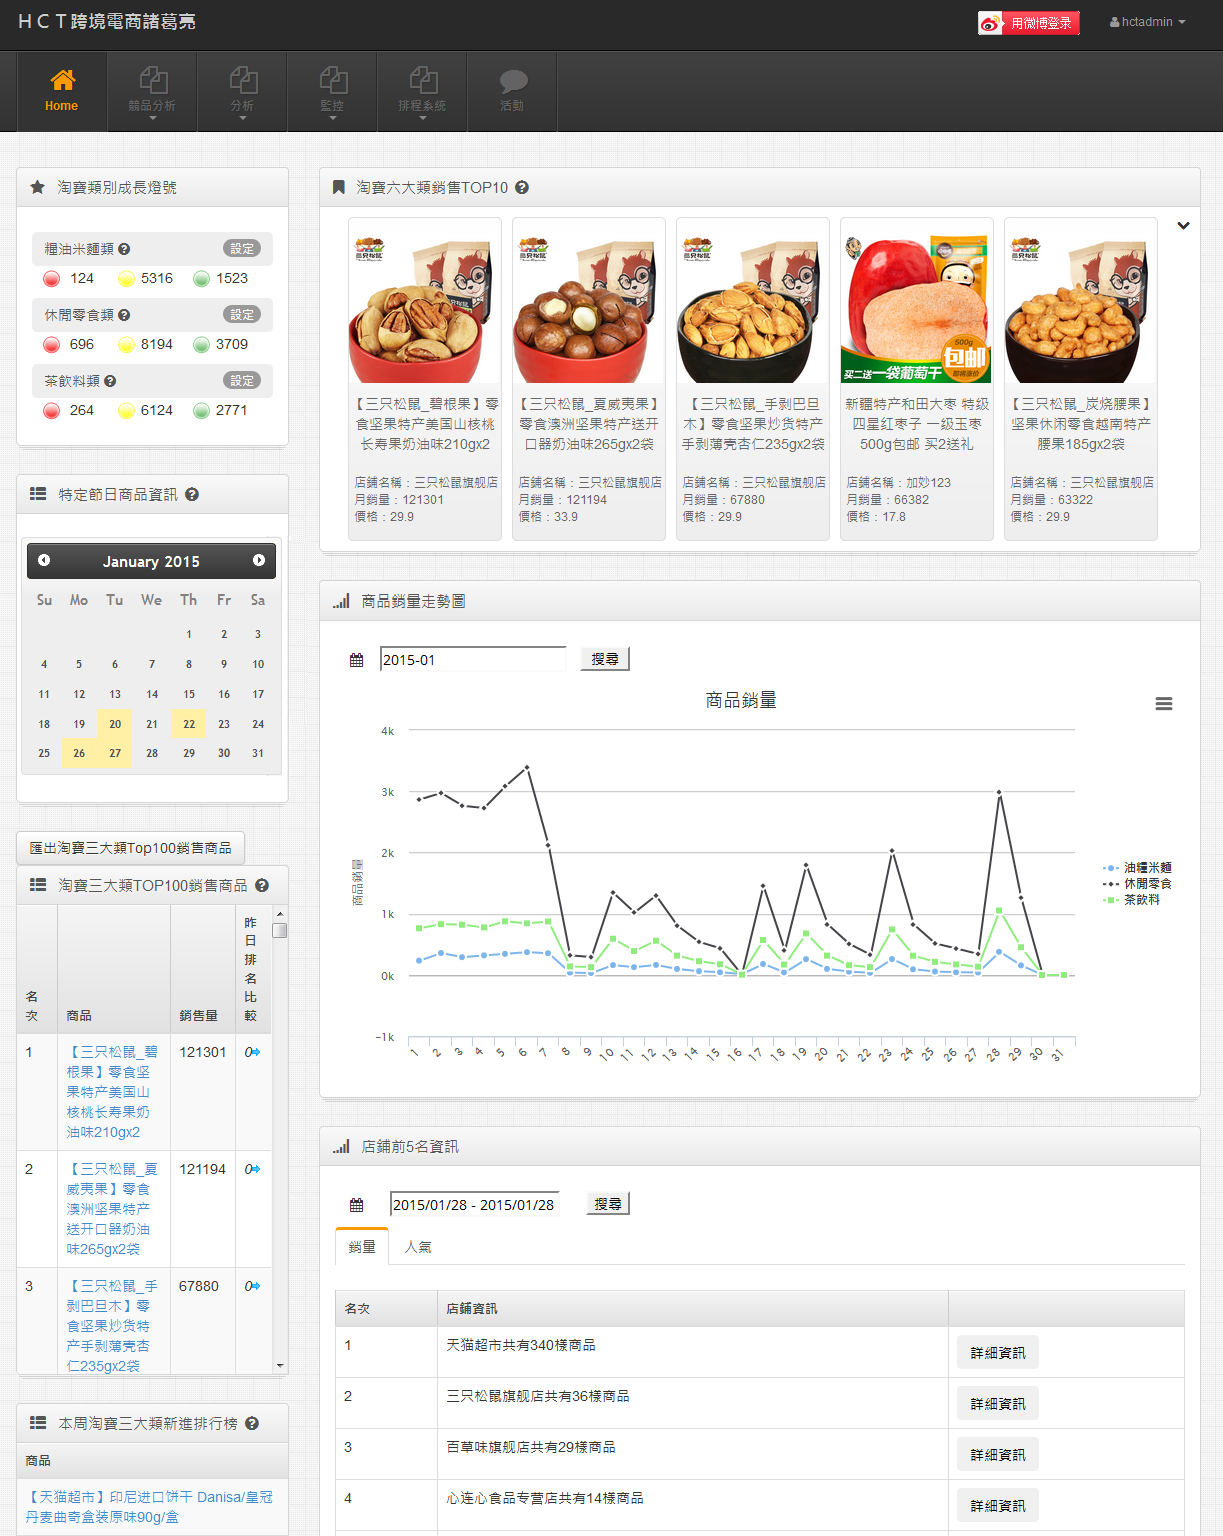 HCT跨境電商諸葛亮
用微博登录
hctadmin
Home
競品分析
分析
監控
排程系統
活動
淘寶類別成長燈號
糧油米麵類
設定
124
5316
1523
休閒零食類
設定
696
8194
3709
茶飲料類
設定
264
6124
2771
特定節日商品資訊
January 2015
Su Mo Tu We Th Fr Sa
1 2 3
4 5 6 7 8 9 10
11 12 13 14 15 16 17
18 19 20 21 22 23 24
25 26 27 28 29 30 31
匯出淘寶三大類Top100銷售商品
淘寶三大類TOP100銷售商品
名次
商品
銷售量
昨日排名比較
1
【三只松鼠_碧
根果】零食坚
果特产美国山
核桃长寿果奶
油味210gx2
121301
0
2
【三只松鼠_夏
威夷果】零食
澳洲坚果特产
送开口器奶油
味265gx2袋
121194
0
3
【三只松鼠_手
剥巴旦木】零
食坚果炒货特
产手剥薄壳杏
仁235gx2袋
67880
0
本周淘寶三大類新進排行榜
商品
【天猫超市】印尼进口饼干 Danisa/皇冠
丹麦曲奇盒装原味90g/盒
淘寶六大類銷售TOP10
三只松鼠
【三只松鼠_碧根果】零
食坚果特产美国山核桃
长寿果奶油味210gx2
店鋪名稱：三只松鼠旗舰店
月銷量：121301
價格：29.9
三只松鼠
【三只松鼠_夏威夷果】
零食澳洲坚果特产送开
口器奶油味265gx2袋
店鋪名稱：三只松鼠旗舰店
月銷量：121194
價格：33.9
三只松鼠
【三只松鼠_手剥巴旦
木】零食坚果炒货特产
手剥薄壳杏仁235gx2袋
店鋪名稱：三只松鼠旗舰店
月銷量：67880
價格：29.9
500g
包邮
买二送一袋葡萄干
新疆特产和田大枣 特级
四星红枣子 一级玉枣
500g包邮 买2送礼
店鋪名稱：加妙123
月銷量：66382
價格：17.8
三只松鼠
【三只松鼠_炭烧腰果】
坚果休闲零食越南特产
腰果185gx2袋
店鋪名稱：三只松鼠旗舰店
月銷量：63322
價格：29.9
商品銷量走勢圖
2015-01
搜尋
商品銷量
商品銷量
4k
3k
2k
1k
0k
-1k
1 2 3 4 5 6 7 8 9 10 11 12 13 14 15 16 17 18 19 20 21 22 23 24 25 26 27 28 29 30 31
油糧米麵
休閒零食
茶飲料
店鋪前5名資訊
2015/01/28 - 2015/01/28
搜尋
銷量
人氣
名次
店鋪資訊
1
天猫超市共有340樣商品
詳細資訊
2
三只松鼠旗舰店共有36樣商品
詳細資訊
3
百草味旗舰店共有29樣商品
詳細資訊
4
心连心食品专营店共有14樣商品
詳細資訊